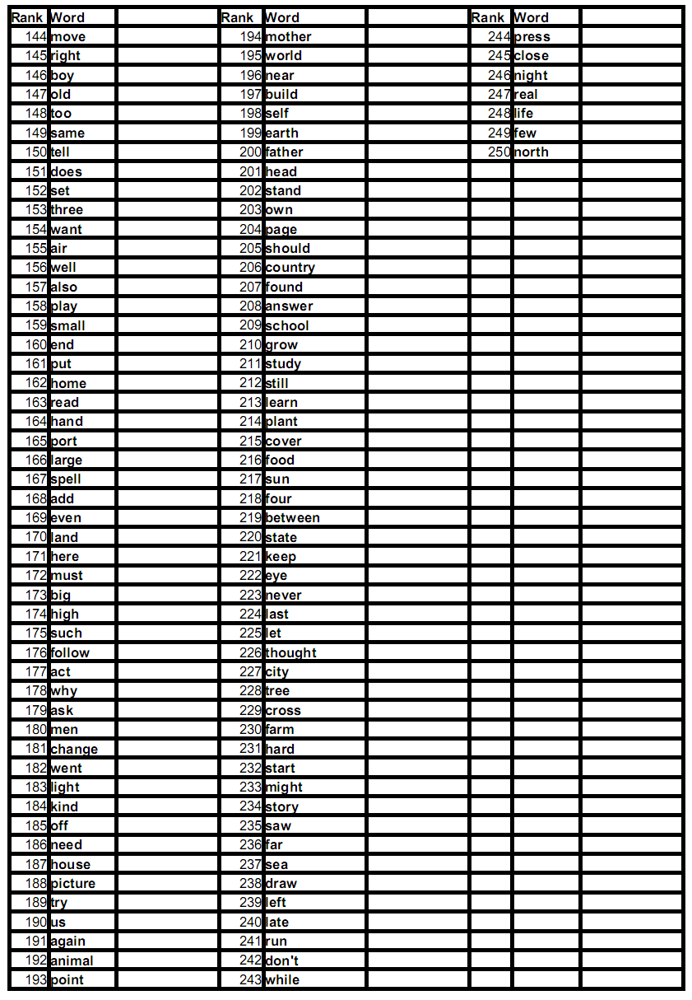 Rank Word Rank Word Rank Word
144 move 194 mother 244 press
145 right 195 world 245 close
146 boy 196 near 246 night
147 old 197 build 247 real
148 too 198 self 248 life
149 same 199 earth 249 few
150 tell 200 father 250 north
151 does 201 head
152 set 202 stand
153 three 203 own
154 want 204 page
155 air 205 should
156 well 206 country
157 also 207 found
158 play 208 answer
159 small 209 school
160 end 210 grow
161 put 211 study
162 home 212 still
163 read 213 learn
164 hand 214 plant
165 port 215 cover
166 large 216 food
167 spell 217 sun
168 add 218 four
169 even 219 between
170 land 220 state
171 here 221 keep
172 must 222 eye
173 big 223 never
174 high 224 last
175 such 225 let
176 follow 226 thought
177 act 227 city
178 why 228 tree
179 ask 229 cross
180 men 230 farm
181 change 231 hard
182 went 232 start
183 light 233 might
184 kind 234 story
185 off 235 saw
186 need 236 far
187 house 237 sea
188 picture 238 draw
189 try 239 left
190 us 240 late
191 again 241 run
192 animal 242 don't
193 point 243 while